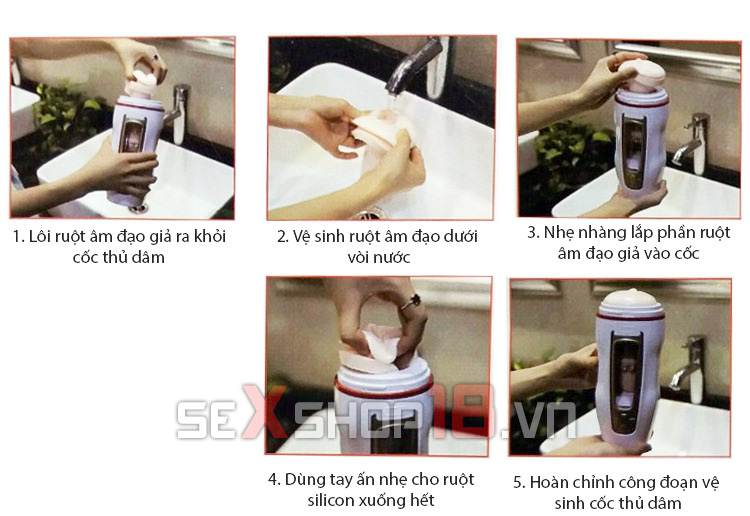 1. Lôi ruột âm đạo giả ra khỏi
cốc thủ dâm
2. Vệ sinh ruột âm đạo dưới
vòi nước
3. Nhẹ nhàng lắp phần ruột
âm đạo giả vào cốc
seXshop18.vn
4. Dùng tay ấn nhẹ cho ruột
silicon xuống hết
5. Hoàn chỉnh công đoạn vệ
sinh cốc thủ dâm